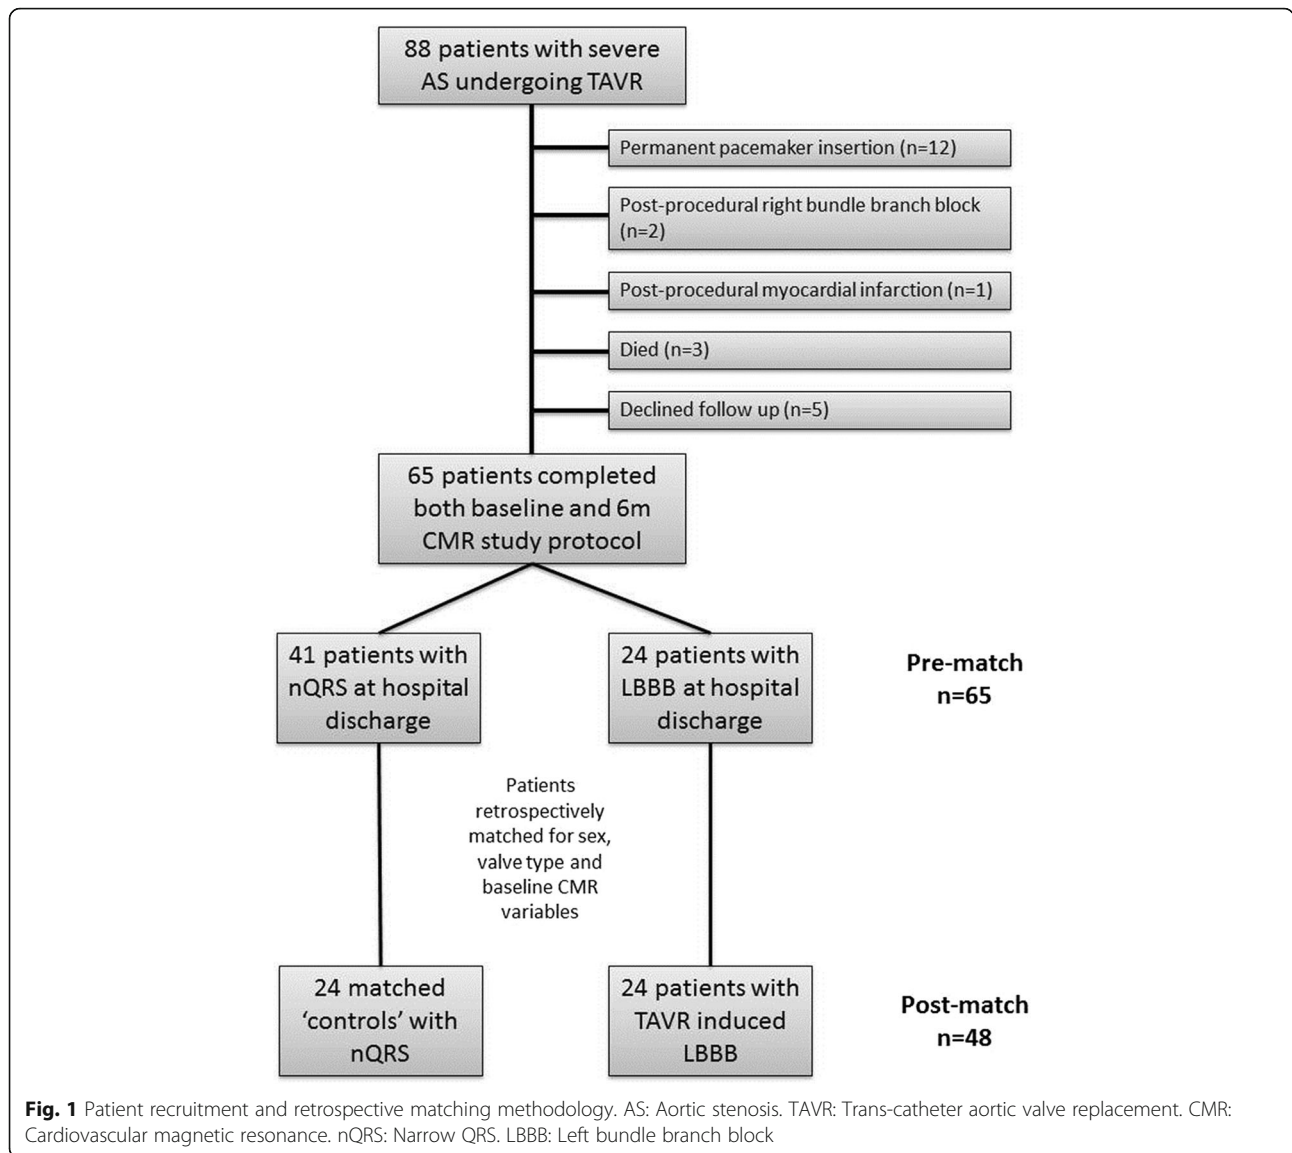 88 patients with severe
AS undergoing TAVR
Permanent pacemaker insertion (n=12)
Post-procedural right bundle branch block
(n=2)
Post-procedural myocardial infarction (n=1)
Died (n=3)
Declined follow up (n=5)
65 patients completed
both baseline and 6m
CMR study protocol
41 patients with
nQRS at hospital
discharge
24 patients with
LBBB at hospital
discharge
Pre-match
n=65
Patients
retrospectively
matched for sex,
valve type and
baseline CMR
variables
24 matched
‘controls’ with
nQRS
24 patients with
TAVR induced
LBBB
Post-match
n=48
Fig. 1 Patient recruitment and retrospective matching methodology. AS: Aortic stenosis. TAVR: Trans-catheter aortic valve replacement. CMR:
Cardiovascular magnetic resonance. nQRS: Narrow QRS. LBBB: Left bundle branch block